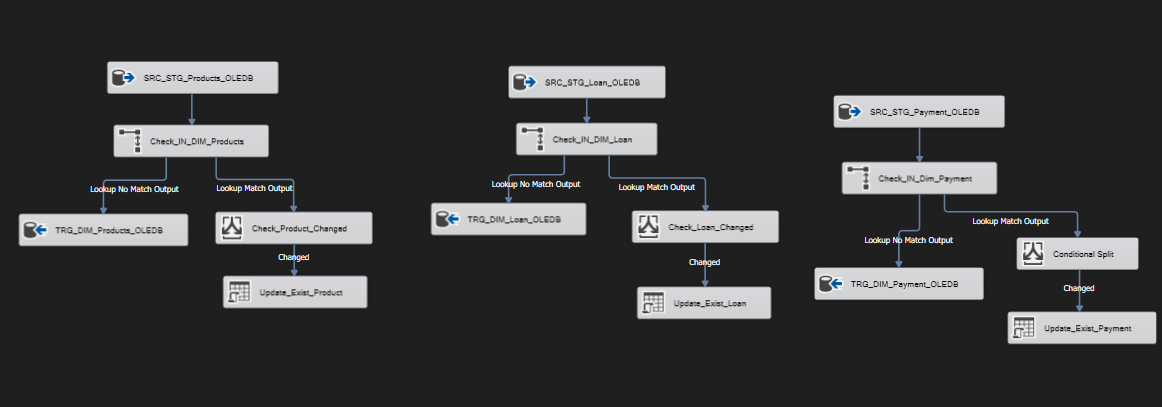 SRC_STG_Products_OLEDB
Check_IN_DIM_Products
Lookup No Match Output
Lookup Match Output
TRG_DIM_Products_OLEDB
Check_Product_Changed
Changed
Update_Exist_Product
SRC_STG_Loan_OLEDB
Check_IN_DIM_Loan
Lookup No Match Output
Lookup Match Output
TRG_DIM_Loan_OLEDB
Check_Loan_Changed
Changed
Update_Exist_Loan
SRC_STG_Payment_OLEDB
Check_IN_Dim_Payment
Lookup No Match Output
Lookup Match Output
TRG_DIM_Payment_OLEDB
Conditional Split
Changed
Update_Exist_Payment